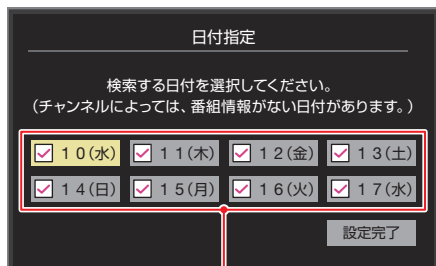 日付指定
検索する日付を選択してください。
（チャンネルによっては、番組情報がない日付があります。）
１０(水) １１(木) １２(金) １３(土)
１４(日) １５(月) １６(火) １７(水)
設定完了